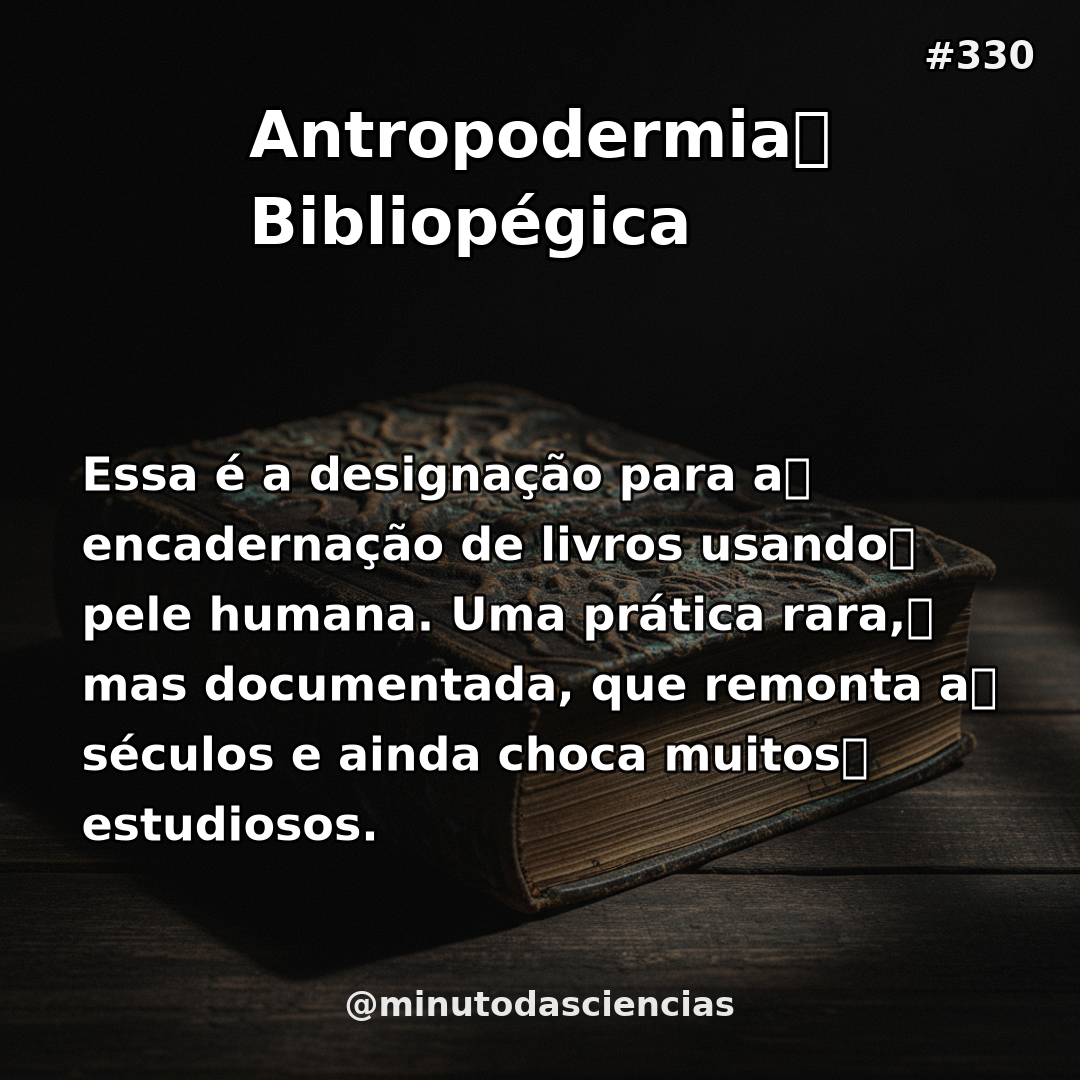 #330
Antropodermia
Bibliopégica
Essa é a designação para a
encadernação de livros usando
pele humana. Uma prática rara,
mas documentada, que remonta a
séculos e ainda choca muitos
estudiosos.
@minutodasciencias